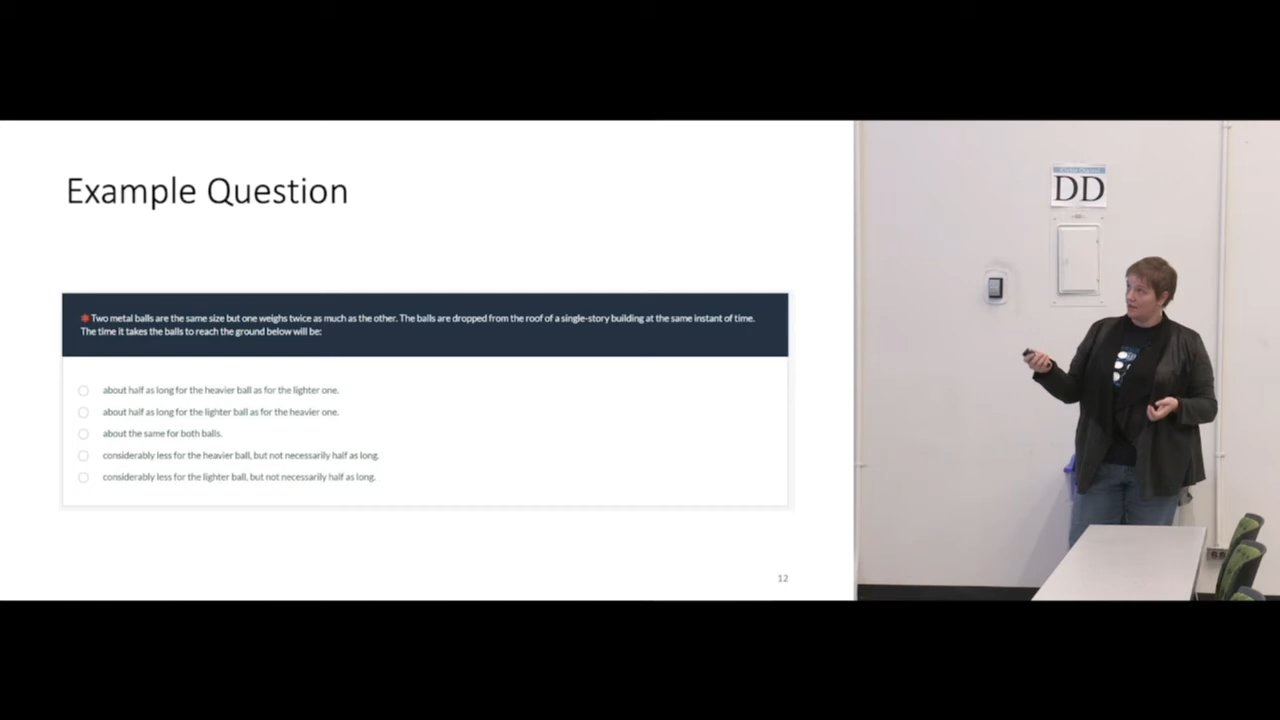 Example Question
*Two metal balls are the same size but one weighs twice as much as the other. The balls are dropped from the roof of a single-story building at the same instant of time.
The time it takes the balls to reach the ground below will be:
about half as long for the heavier ball as for the lighter one.
about half as long for the lighter ball as for the heavier one.
about the same for both balls.
considerably less for the heavier ball, but not necessarily half as long.
considerably less for the lighter ball, but not necessarily half as long.
12
DD